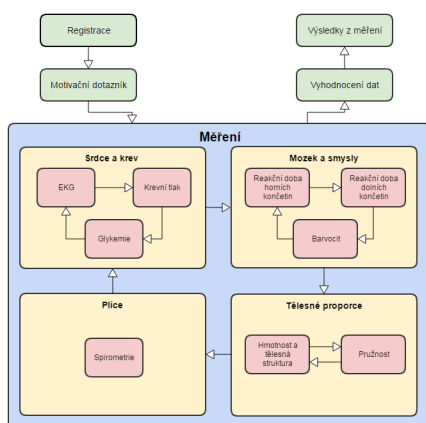 Registrace
Výsledky z měření
Motivační dotazník
Vyhodnocení dat
Měření
Srdce a krev
EKG
Krevní tlak
Glykemie
Mozek a smysly
Reakční doba
horních
končetin
Reakční doba
dolních
končetin
Barvocit
Plíce
Spirometrie
Tělesné proporce
Hmotnost a
tělesná
struktura
Pružnost